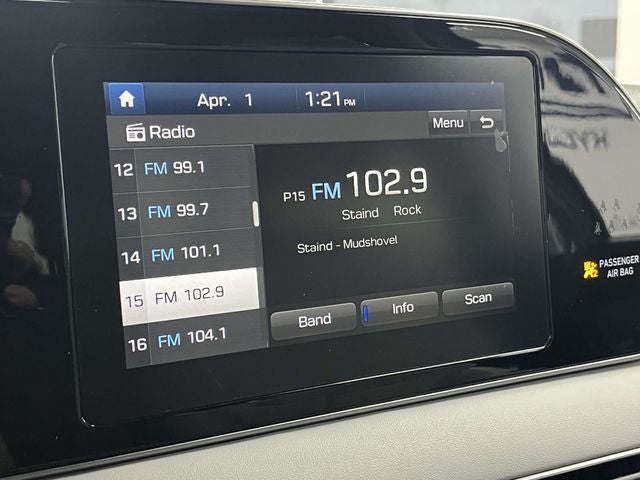 Apr. 1 1:21 PM
Radio Menu
12 FM 99.1
13 FM 99.7
14 FM 101.1
15 FM 102.9
16 FM 104.1
P15 FM 102.9
Staind Rock
Staind - Mudshovel
Band Info Scan
PASSENGER
AIR BAG